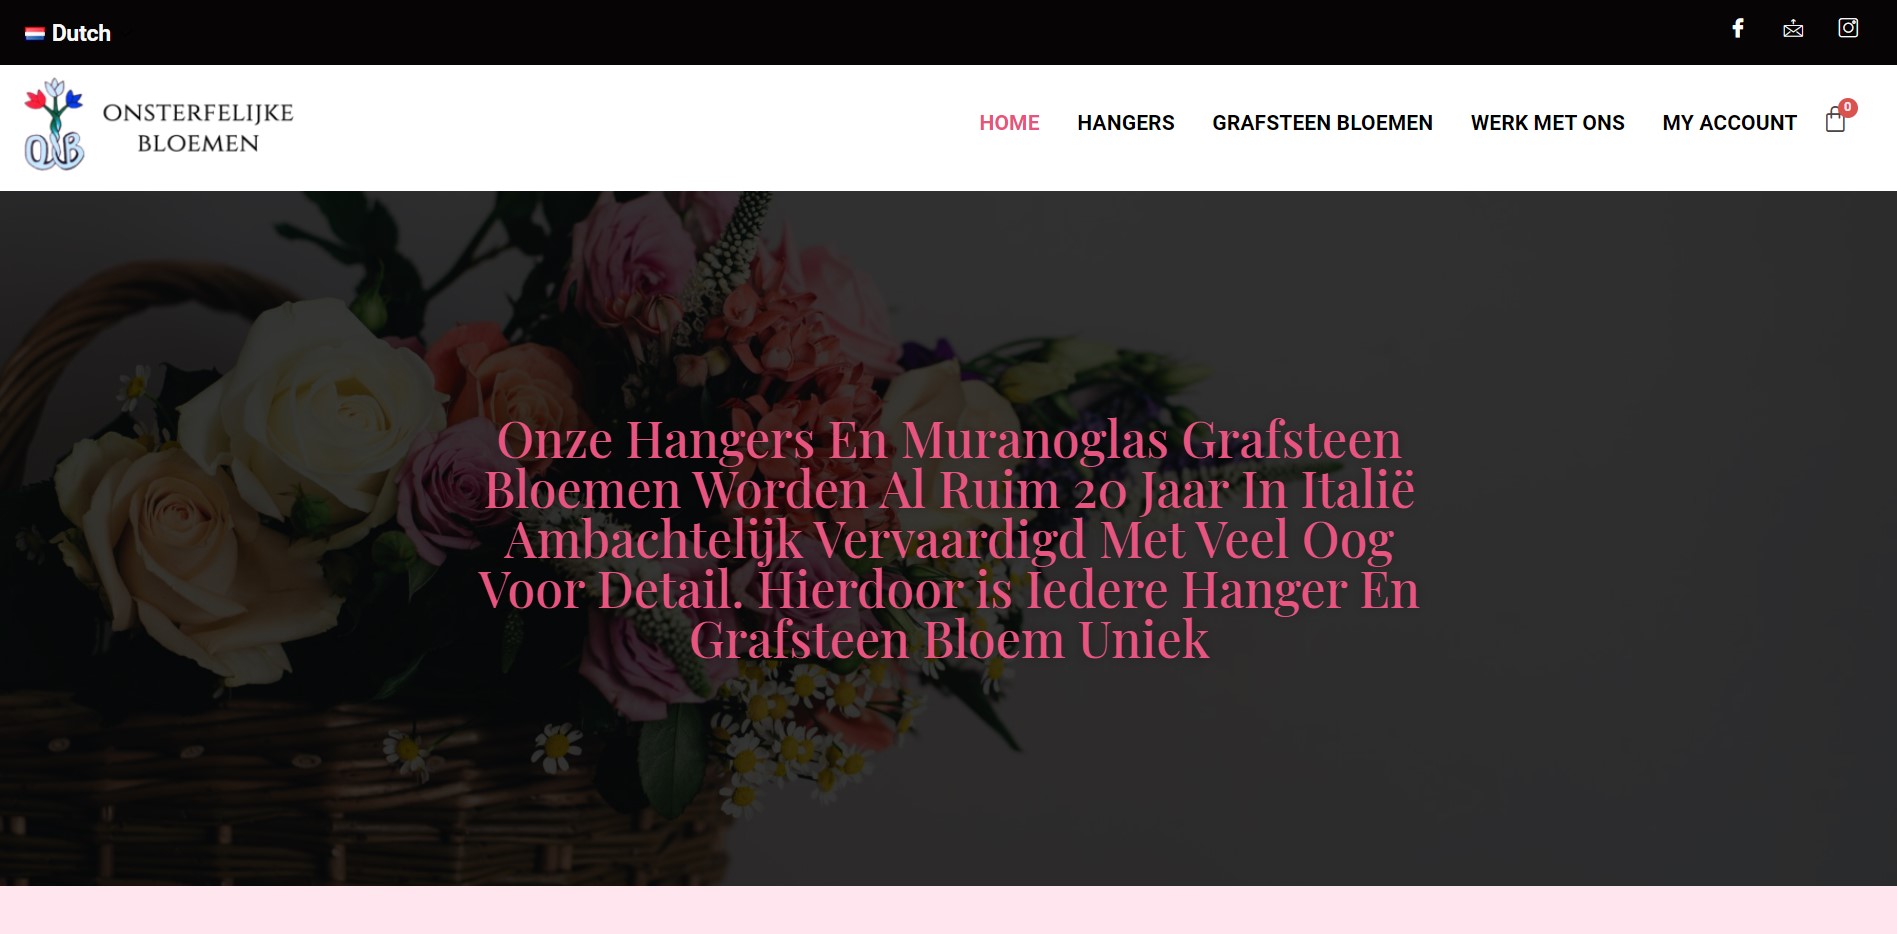 Dutch
ONB
ONSTERFELIJKE
BLOEMEN
HOME
HANGERS
GRAFSTEEN BLOEMEN
WERK MET ONS
MY ACCOUNT
0
Onze Hangers En Muranoglas Grafsteen
Bloemen Worden Al Ruim 20 Jaar In Italië
Ambachtelijk Vervaardigd Met Veel Oog
Voor Detail. Hierdoor is Iedere Hanger En
Grafsteen Bloem Uniek